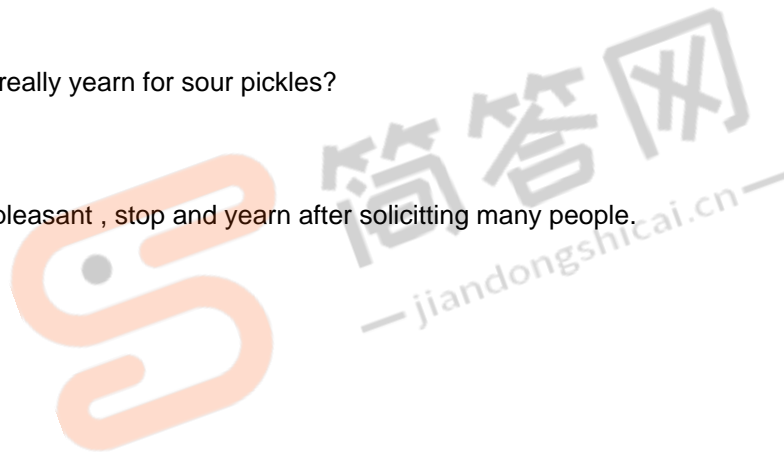 really yearn for sour pickles?
简答网
pleasant , stop and yearn after solicitting many people.
jiandongshicai.cn